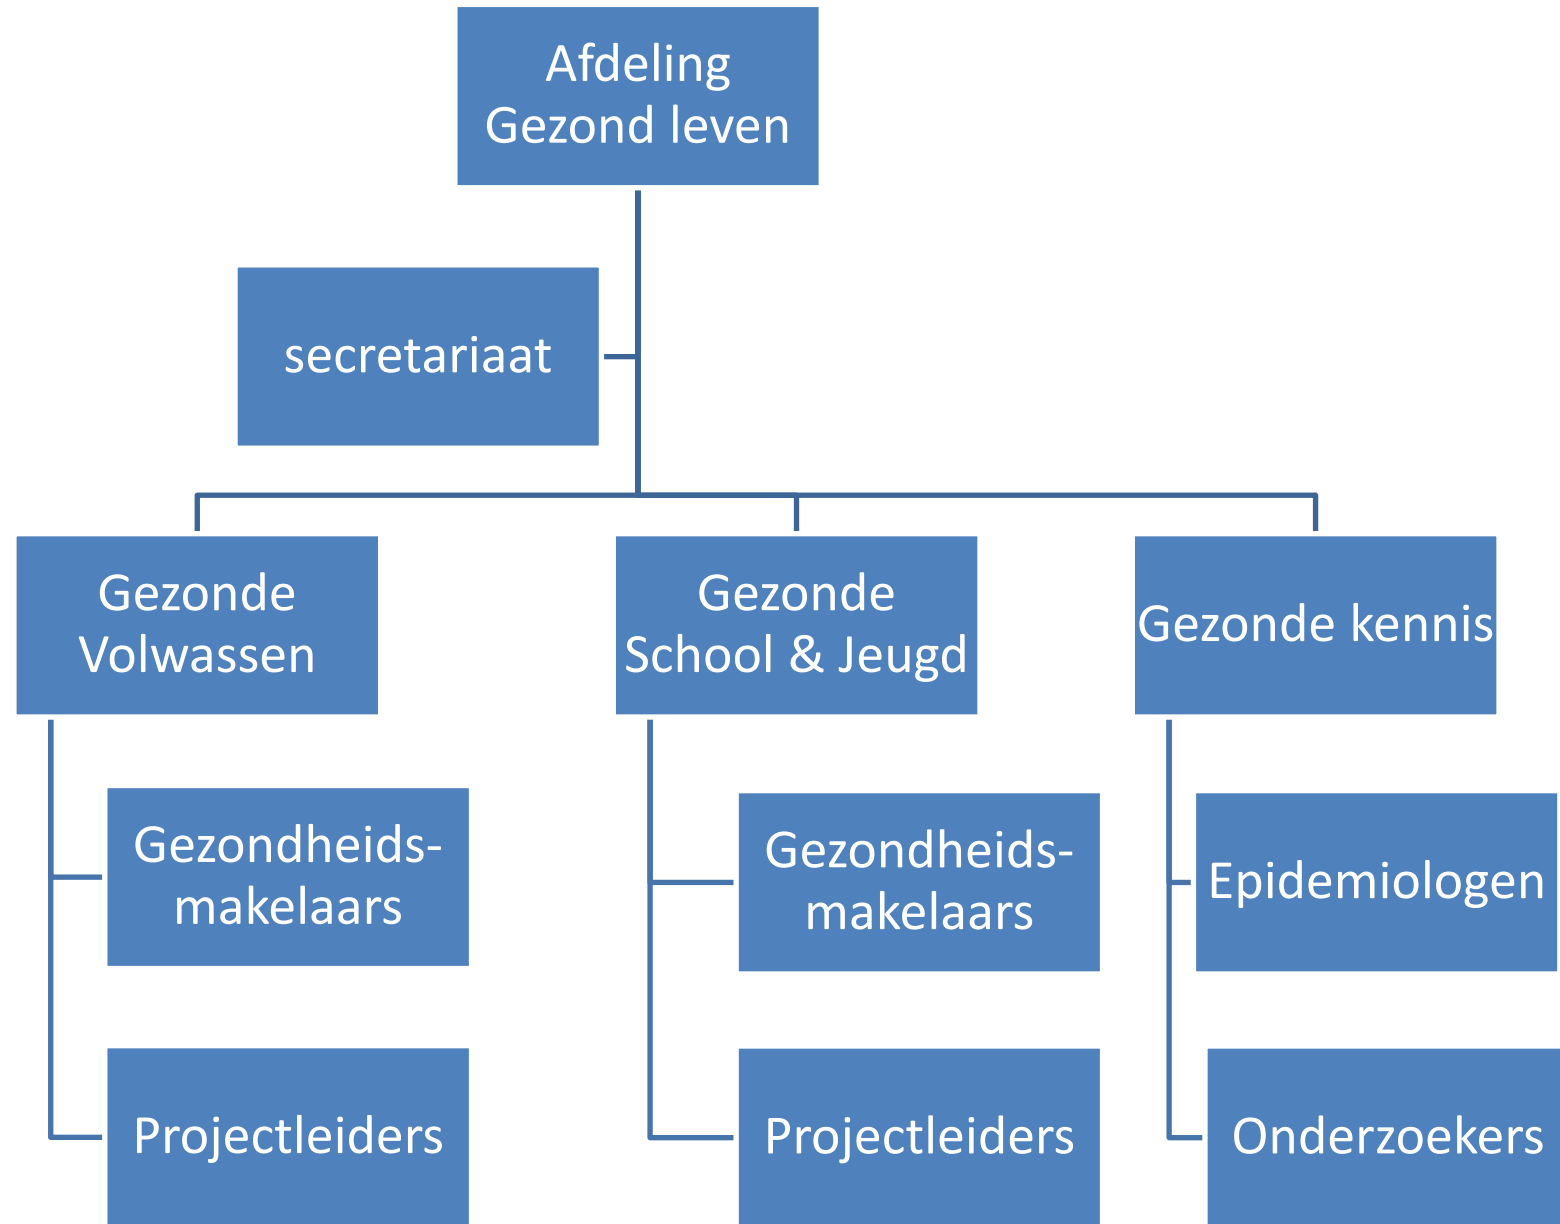 Afdeling
Gezond leven
secretariaat
Gezonde
Volwassen
Gezonde
School & Jeugd
Gezonde kennis
Gezondheids-
makelaars
Gezondheids-
makelaars
Epidemiologen
Projectleiders
Projectleiders
Onderzoekers